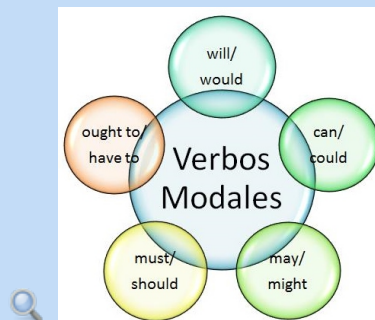 will/
would
ought to/
have to
can/
could
Verbos
Modales
must/
should
may/
might